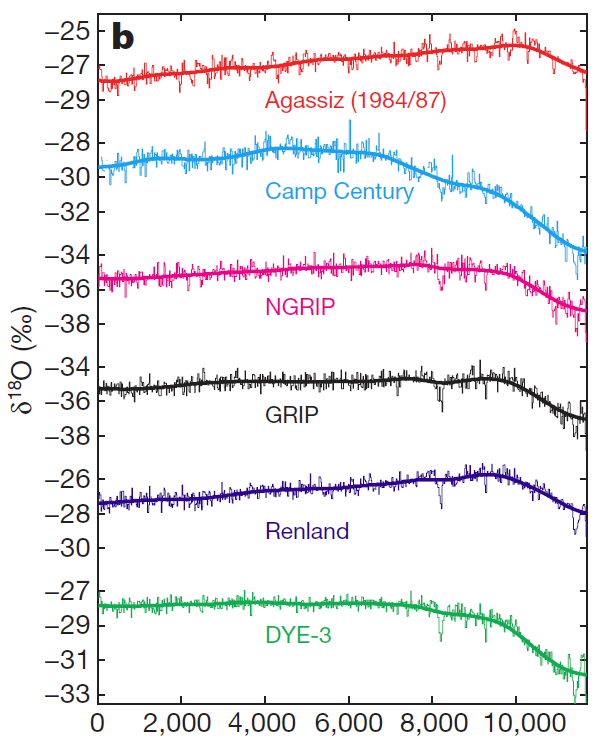 b
−25
−27
−29
Agassiz (1984/87)
−28
−30
−32
Camp Century
−34
−36
−38
NGRIP
−34
−36
−38
GRIP
−26
−28
−30
Renland
−27
−29
−31
−33
DYE-3
δ18O (‰)
0 2,000 4,000 6,000 8,000 10,000